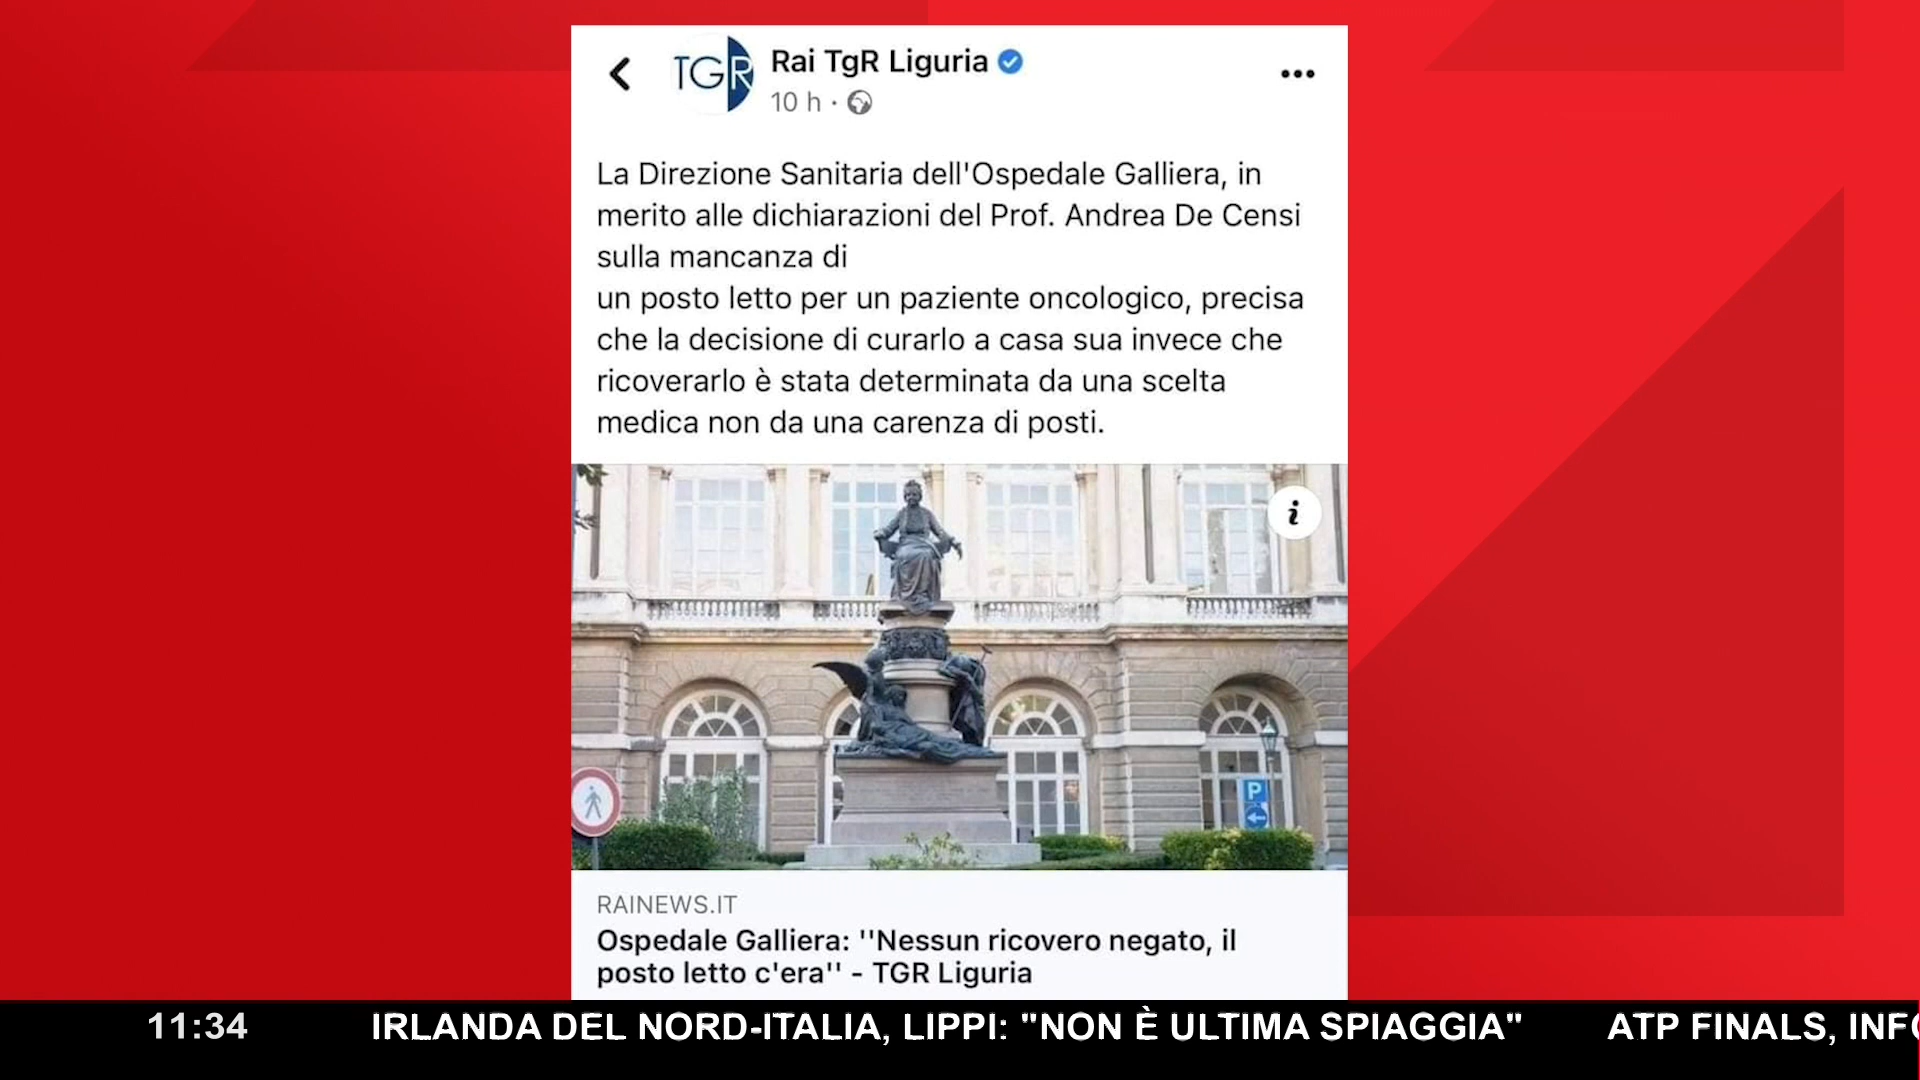 TGR
Rai TgR Liguria
10 h ·
La Direzione Sanitaria dell'Ospedale Galliera, in
merito alle dichiarazioni del Prof. Andrea De Censi
sulla mancanza di
un posto letto per un paziente oncologico, precisa
che la decisione di curarlo a casa sua invece che
ricoverarlo è stata determinata da una scelta
medica non da una carenza di posti.
i
P
RAINEWS.IT
Ospedale Galliera: ''Nessun ricovero negato, il
posto letto c'era'' - TGR Liguria
11:34 IRLANDA DEL NORD-ITALIA, LIPPI: "NON È ULTIMA SPIAGGIA" ATP FINALS,